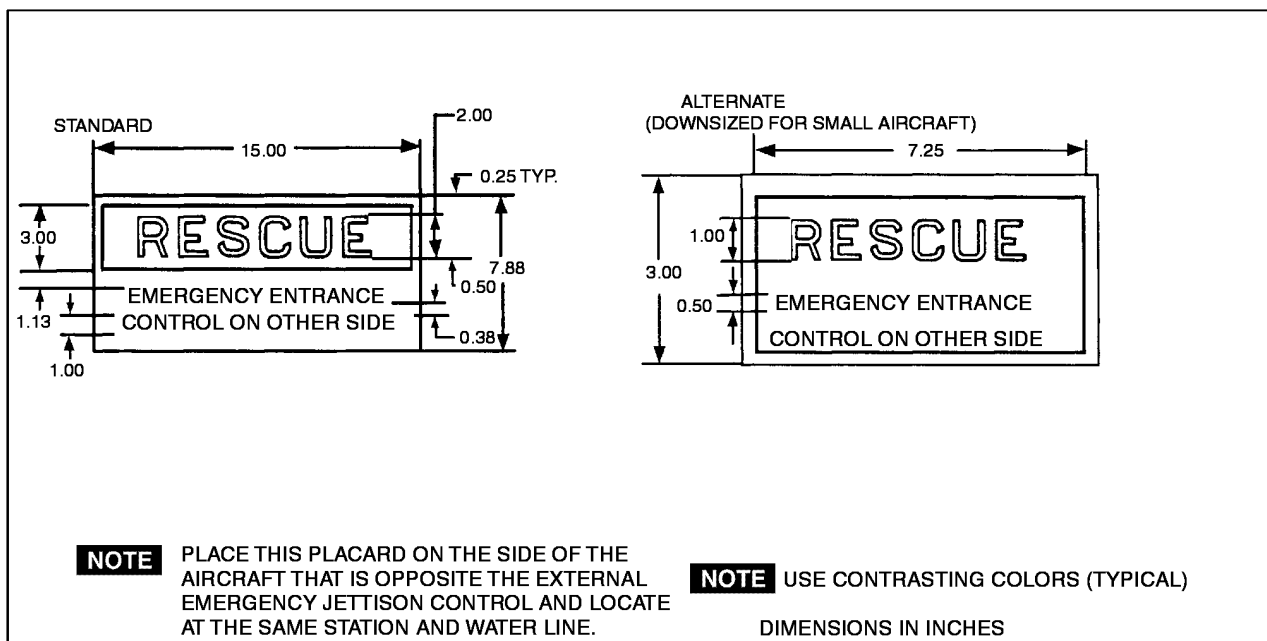 STANDARD
15.00
2.00
0.25 TYP.
3.00
RESCUE
7.88
0.50
EMERGENCY ENTRANCE
1.13
CONTROL ON OTHER SIDE
0.38
1.00
ALTERNATE
(DOWNSIZED FOR SMALL AIRCRAFT)
7.25
1.00
RESCUE
3.00
0.50
EMERGENCY ENTRANCE
CONTROL ON OTHER SIDE
NOTE PLACE THIS PLACARD ON THE SIDE OF THE
AIRCRAFT THAT IS OPPOSITE THE EXTERNAL
EMERGENCY JETTISON CONTROL AND LOCATE
AT THE SAME STATION AND WATER LINE.
NOTE USE CONTRASTING COLORS (TYPICAL)
DIMENSIONS IN INCHES